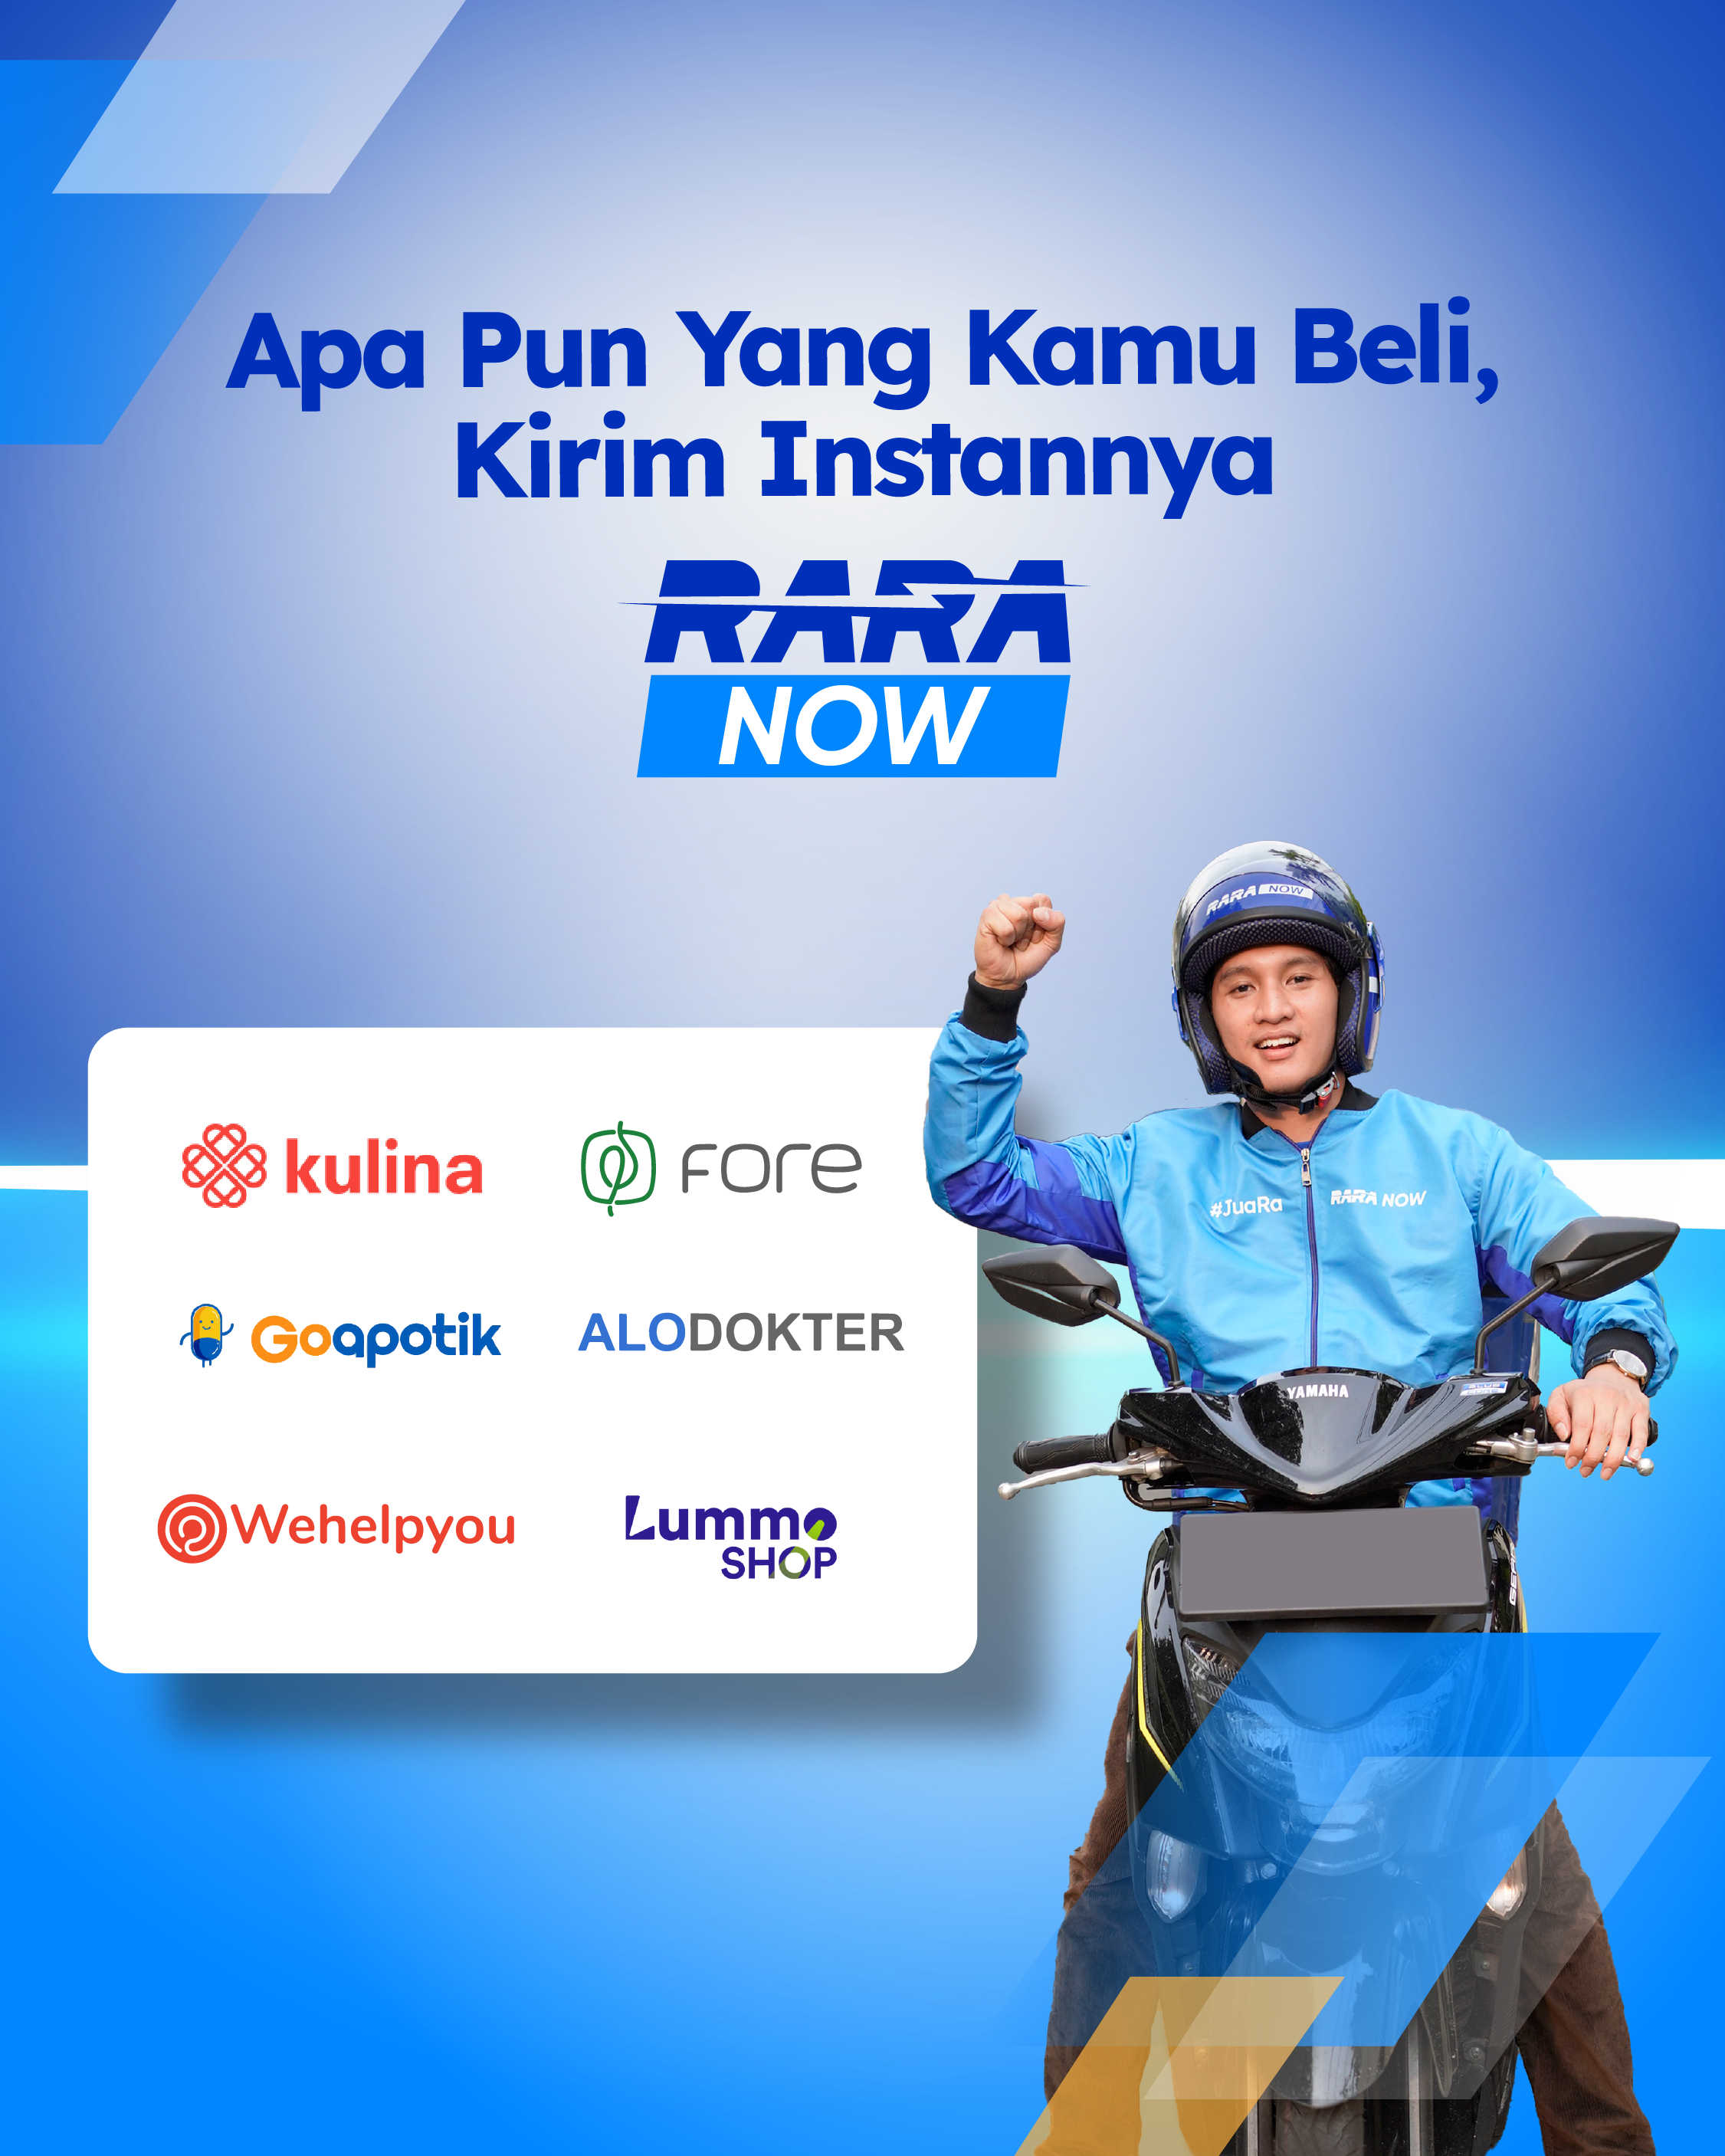 Apa Pun Yang Kamu Beli,
Kirim Instannya
RARA
NOW
RARA NOW
kulina
FORE
#JuaRa
RARA NOW
Goapotik
ALODOKTER
YAMAHA
Wehelpyou
Lummo
SHOP